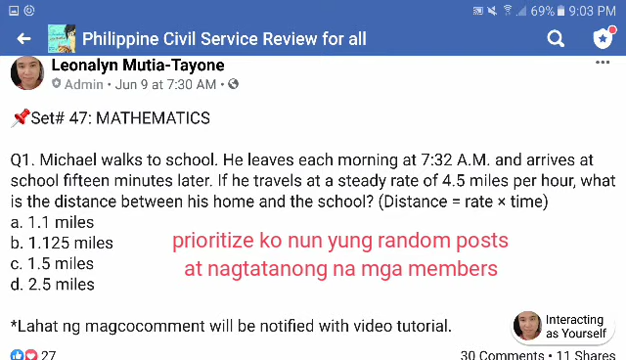 69% 9:03 PM
Philippine Civil Service Review for all
Leonalyn Mutia-Tayone
Admin • Jun 9 at 7:30 AM •
Set# 47: MATHEMATICS
Q1. Michael walks to school. He leaves each morning at 7:32 A.M. and arrives at
school fifteen minutes later. If he travels at a steady rate of 4.5 miles per hour, what
is the distance between his home and the school? (Distance = rate × time)
a. 1.1 miles
b. 1.125 miles
c. 1.5 miles
d. 2.5 miles
prioritize ko nun yung random posts
at nagtatanong na mga members
*Lahat ng magcocomment will be notified with video tutorial.
Interacting
as Yourself
27
30 Comments • 11 Shares